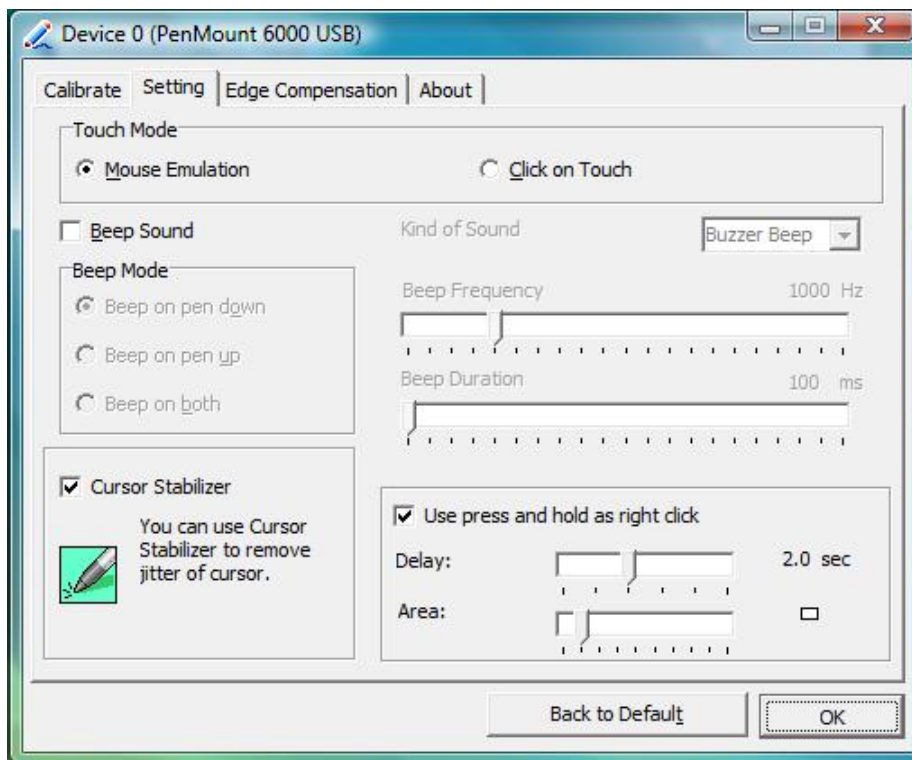 Device 0 (PenMount 6000 USB)
Calibrate Setting Edge Compensation About
Touch Mode
Mouse Emulation Click on Touch
Beep Sound Kind of Sound Buzzer Beep
Beep Mode
Beep on pen down
Beep on pen up
Beep on both
Beep Frequency 1000 Hz
Beep Duration 100 ms
Cursor Stabilizer
You can use Cursor
Stabilizer to remove
jitter of cursor.
Use press and hold as right click
Delay: 2.0 sec
Area:
Back to Default OK